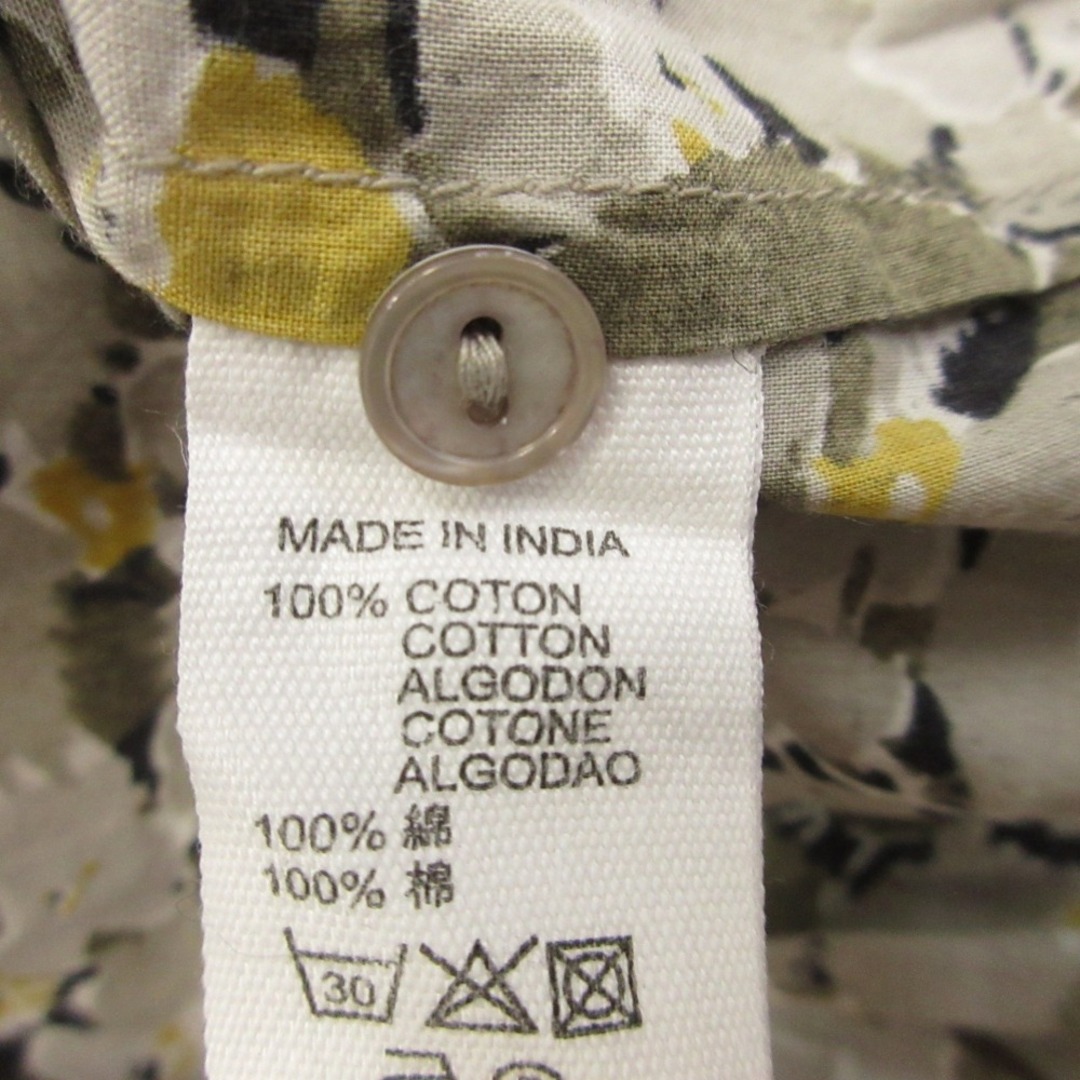 MADE IN INDIA
100% COTON
COTTON
ALGODON
COTONE
ALGODAO
100% 綿
100% 棉
30